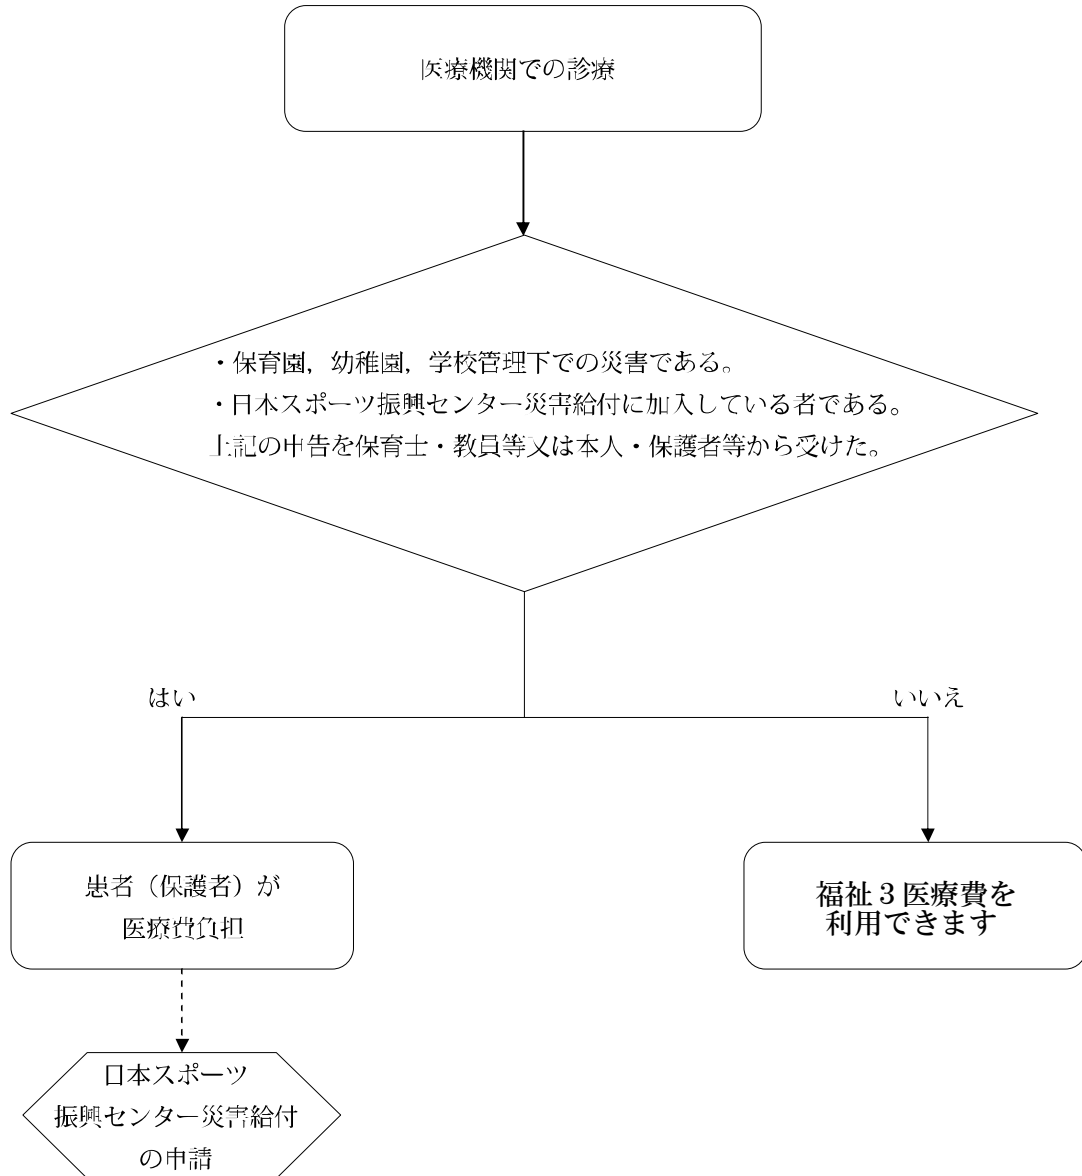 医療機関での診療
・保育園，幼稚園，学校管理下での災害である。
・日本スポーツ振興センター災害給付に加入している者である。
上記の申告を保育士・教員等又は本人・保護者等から受けた。
はい
いいえ
患者（保護者）が
医療費負担
福祉３医療費を
利用できます
日本スポーツ
振興センター災害給付
の申請